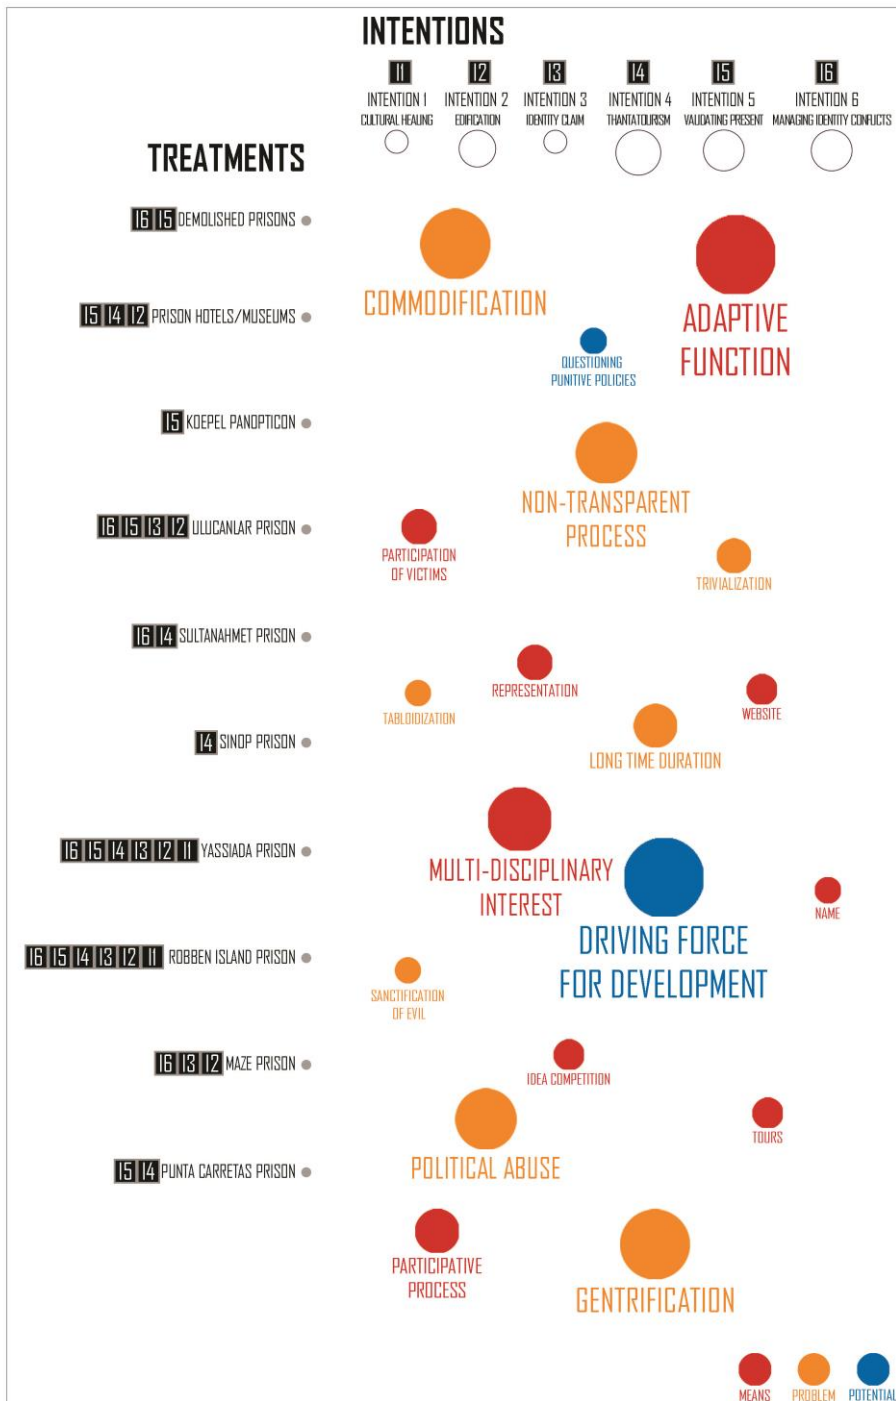 INTENTIONS
I1 I2 I3 I4 I5 I6
INTENTION 1 INTENTION 2 INTENTION 3 INTENTION 4 INTENTION 5 INTENTION 6
CULTURAL HEALING EDIFICATION IDENTITY CLAIM THANTATOURISM VALIDATING PRESENT MANAGING IDENTITY CONFLICTS
TREATMENTS
I6 I5 DEMOLISHED PRISONS
COMMODIFICATION
ADAPTIVE
FUNCTION
I5 I4 I2 PRISON HOTELS/MUSEUMS
QUESTIONING
PUNITIVE POLICIES
I5 KOEPEL PANOPTICON
NON-TRANSPARENT
PROCESS
I6 I5 I3 I2 ULUCANLAR PRISON
PARTICIPATION
OF VICTIMS
TRIVIALIZATION
I6 I4 SULTANAHMET PRISON
REPRESENTATION
TABLOIDIZATION
WEBSITE
I4 SINOP PRISON
LONG TIME DURATION
I6 I5 I4 I3 I2 I1 YASSIADA PRISON
MULTI-DISCIPLINARY
INTEREST
NAME
DRIVING FORCE
FOR DEVELOPMENT
I6 I5 I4 I3 I2 I1 ROBBEN ISLAND PRISON
SANCTIFICATION
OF EVIL
I6 I3 I2 MAZE PRISON
IDEA COMPETITION
TOURS
POLITICAL ABUSE
I5 I4 PUNTA CARRETAS PRISON
PARTICIPATIVE
PROCESS
GENTRIFICATION
MEANS PROBLEM POTENTIAL